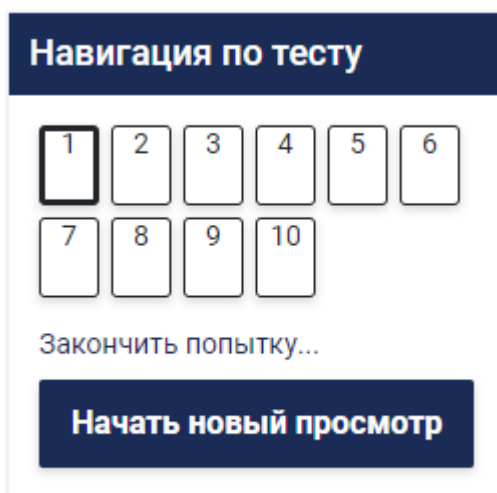 Навигация по тесту
1 2 3 4 5 6
7 8 9 10
Закончить попытку...
Начать новый просмотр